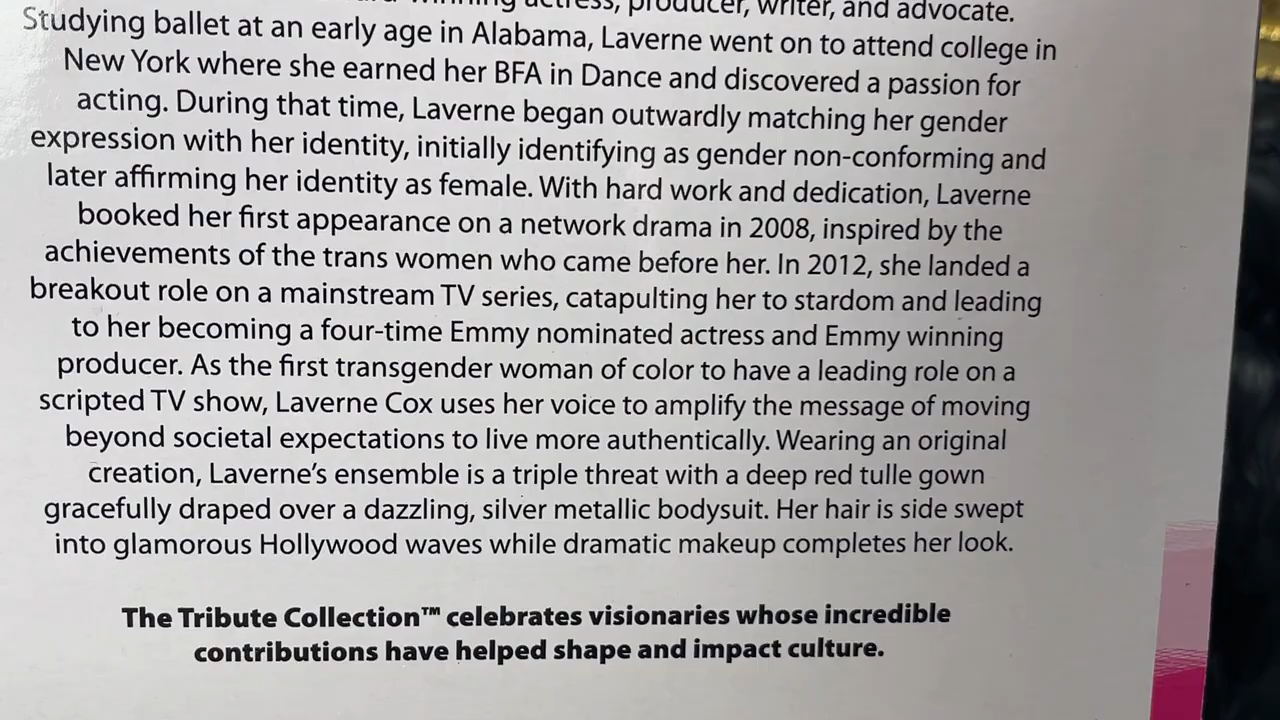 actress, producer, writer, and advocate.
Studying ballet at an early age in Alabama, Laverne went on to attend college in
New York where she earned her BFA in Dance and discovered a passion for
acting. During that time, Laverne began outwardly matching her gender
expression with her identity, initially identifying as gender non-conforming and
later affirming her identity as female. With hard work and dedication, Laverne
booked her first appearance on a network drama in 2008, inspired by the
achievements of the trans women who came before her. In 2012, she landed a
breakout role on a mainstream TV series, catapulting her to stardom and leading
to her becoming a four-time Emmy nominated actress and Emmy winning
producer. As the first transgender woman of color to have a leading role on a
scripted TV show, Laverne Cox uses her voice to amplify the message of moving
beyond societal expectations to live more authentically. Wearing an original
creation, Laverne's ensemble is a triple threat with a deep red tulle gown
gracefully draped over a dazzling, silver metallic bodysuit. Her hair is side swept
into glamorous Hollywood waves while dramatic makeup completes her look.
The Tribute Collection™ celebrates visionaries whose incredible
contributions have helped shape and impact culture.